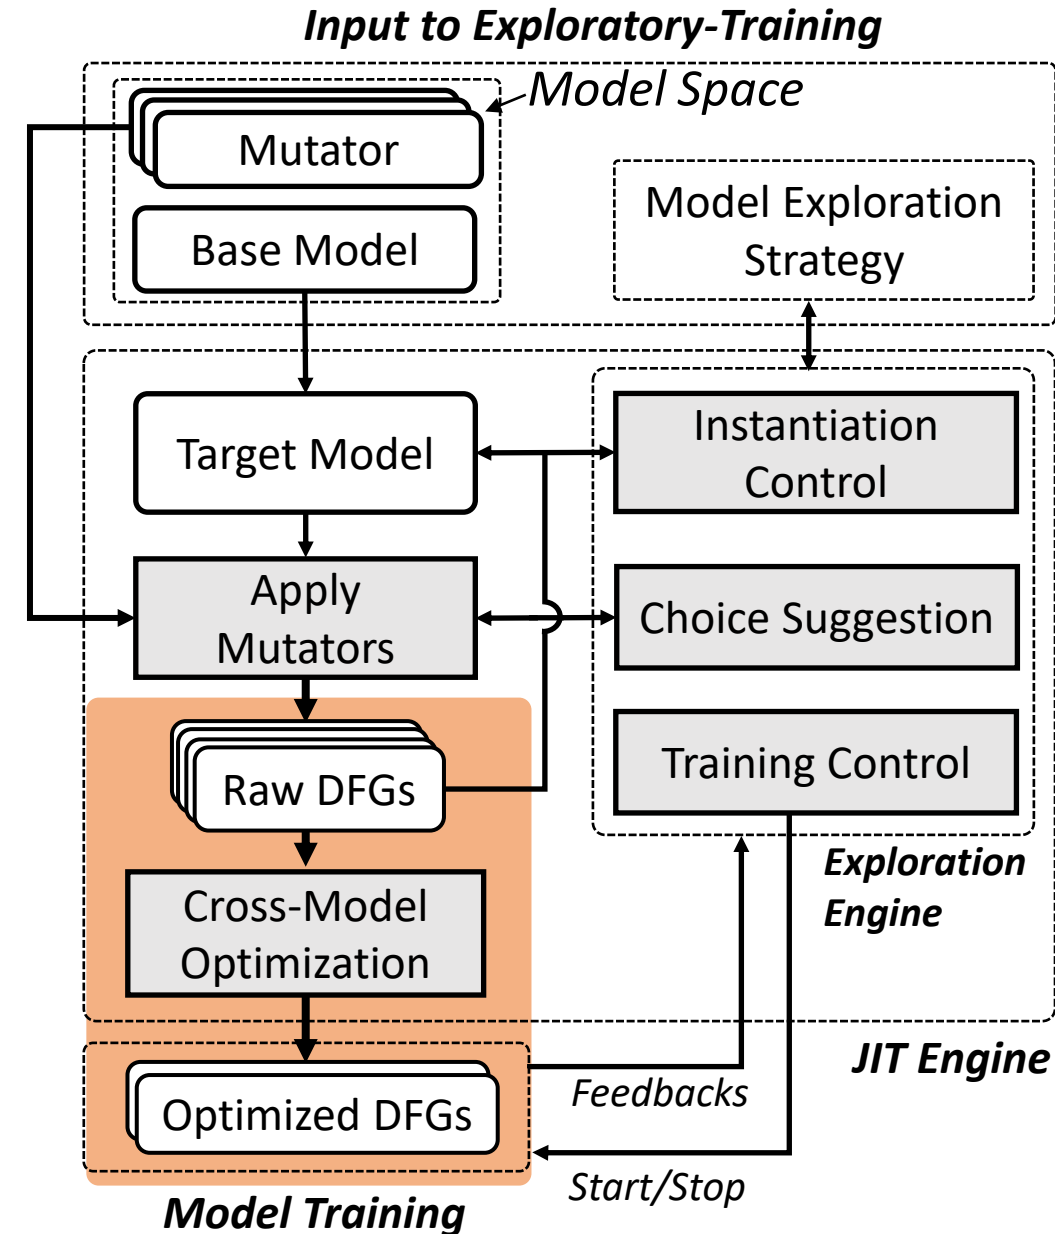 Input to Exploratory-Training
Model Space
Mutator
Base Model
Model Exploration
Strategy
Target Model
Instantiation
Control
Apply
Mutators
Choice Suggestion
Raw DFGs
Training Control
Cross-Model
Optimization
Exploration
Engine
JIT Engine
Optimized DFGs
Feedbacks
Start/Stop
Model Training